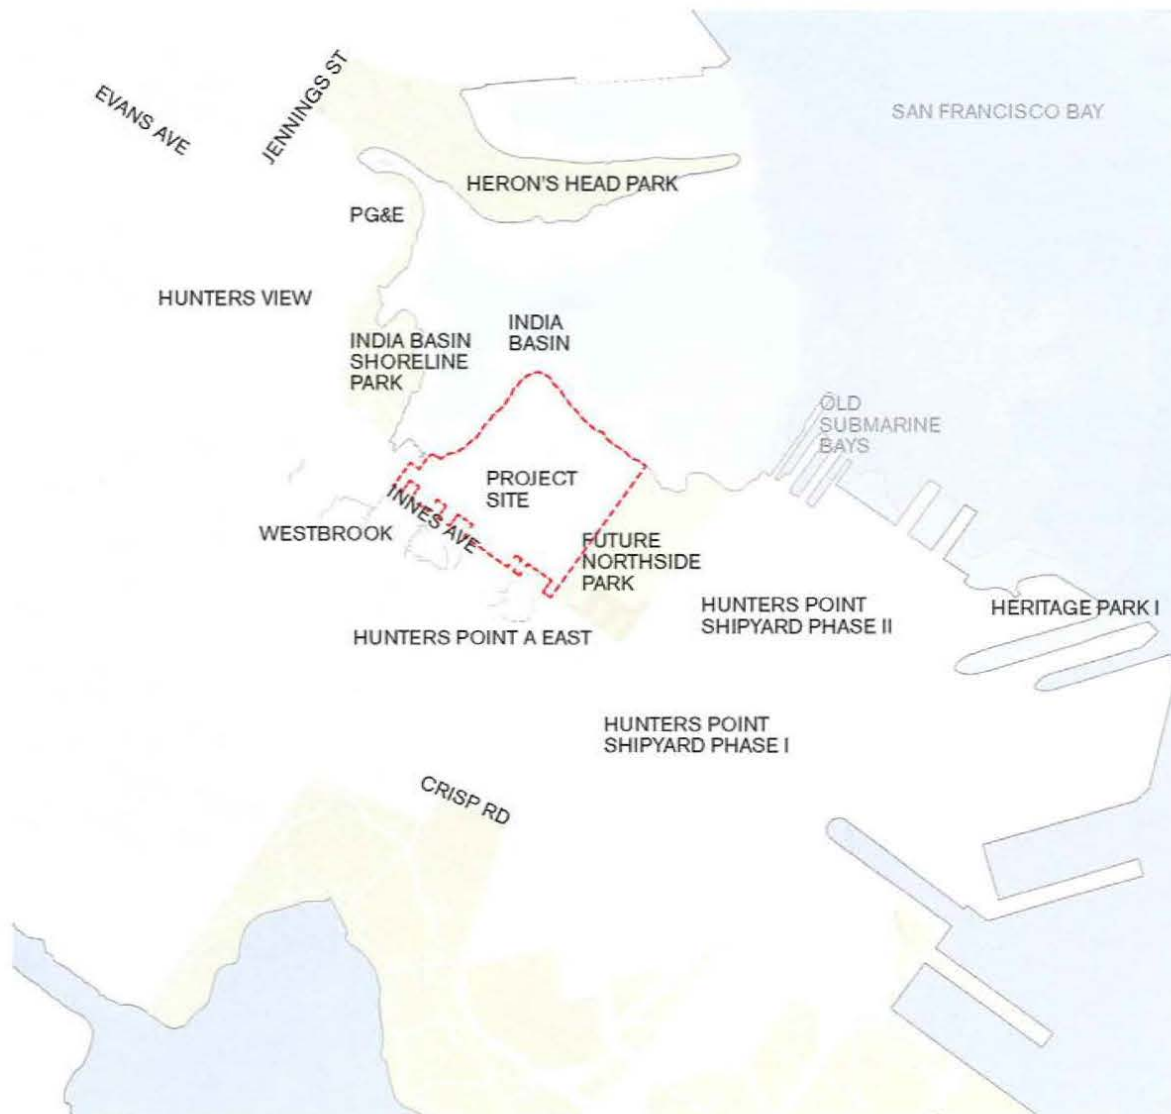 EVANS AVE
JENNINGS ST
SAN FRANCISCO BAY
HERON'S HEAD PARK
PG&E
HUNTERS VIEW
INDIA
BASIN
INDIA BASIN
SHORELINE
PARK
OLD
SUBMARINE
BAYS
PROJECT
SITE
INNES AVE
WESTBROOK
FUTURE
NORTHSIDE
PARK
HUNTERS POINT
SHIPYARD PHASE II
HERITAGE PARK I
HUNTERS POINT A EAST
HUNTERS POINT
SHIPYARD PHASE I
CRISP RD